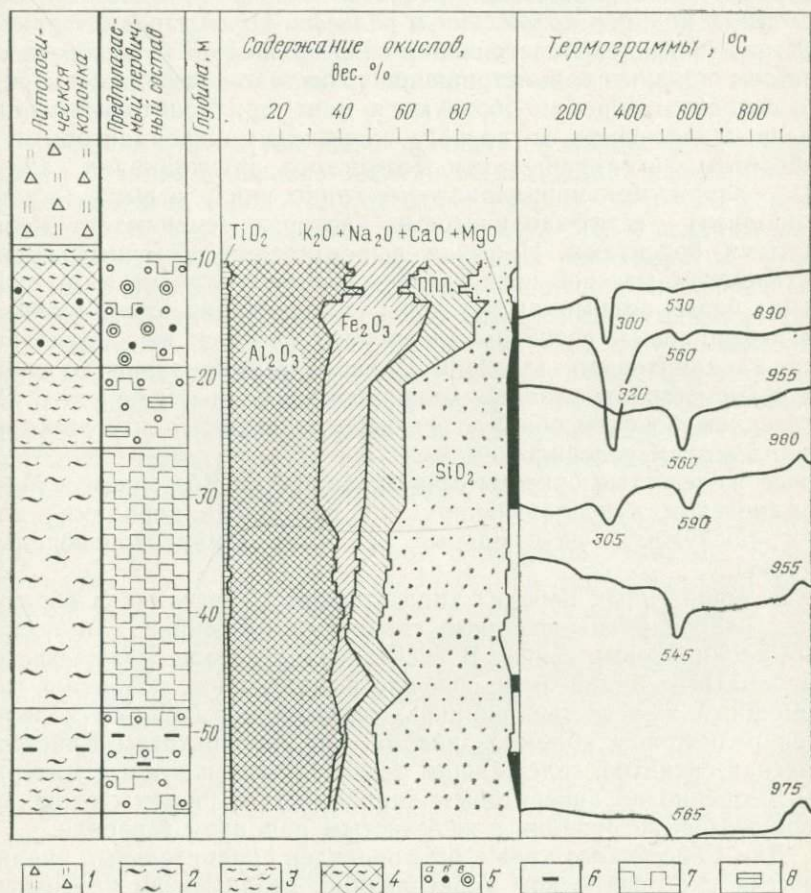 Литологи-
ческая
колонка
Предполагае
мый первич-
ный состав
Глубина, м
Содержание окислов,
вес. %
20 40 60 80
Термограммы, °C
200 400 600 800
TiO2 K2O+Na2O+CaO+MgO
10
ппп.
Fe2O3
Al2O3
SiO2
20
30
40
50
300 530 890
320 560 955
560 980
305 590 955
545
565 975
1 2 3 4 а б в 5 6 7 8